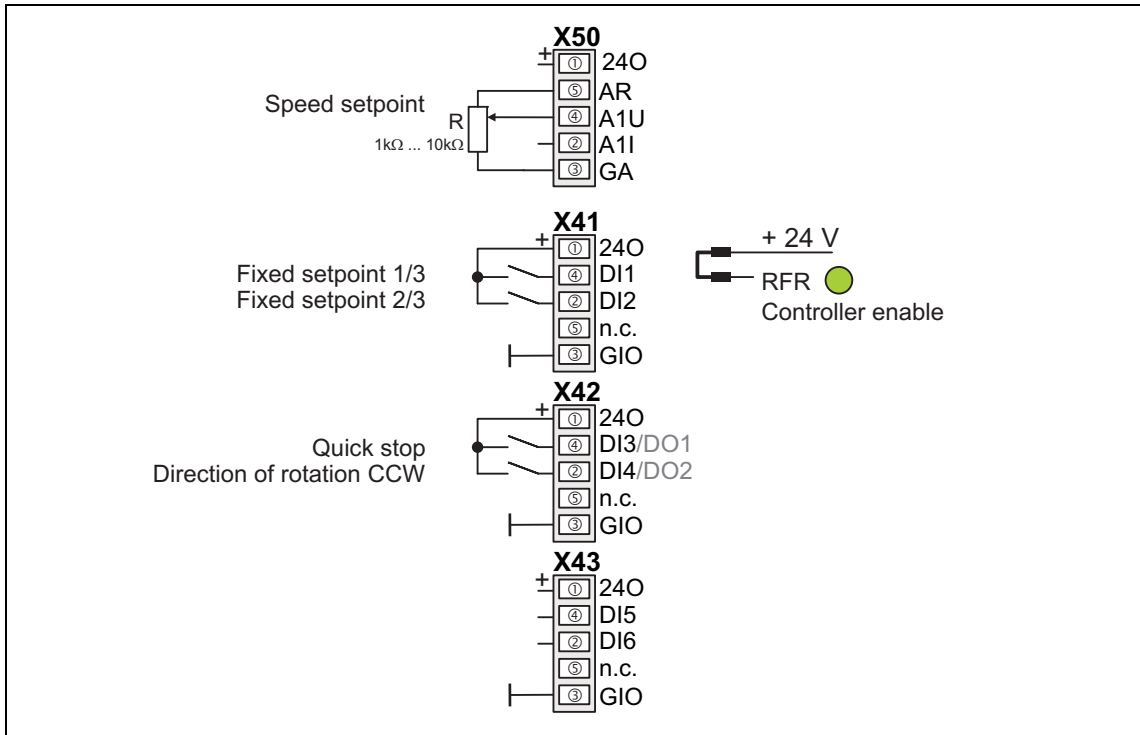 X50
+ ① 24O
⑤ AR
Speed setpoint
R
④ A1U
1kΩ ... 10kΩ
② A1I
③ GA
X41
+ ① 24O
Fixed setpoint 1/3 ④ DI1
Fixed setpoint 2/3 ② DI2
⑤ n.c.
③ GIO
+ 24 V
RFR
Controller enable
X42
+ ① 24O
Quick stop ④ DI3/DO1
Direction of rotation CCW ② DI4/DO2
⑤ n.c.
③ GIO
X43
+ ① 24O
④ DI5
② DI6
⑤ n.c.
③ GIO